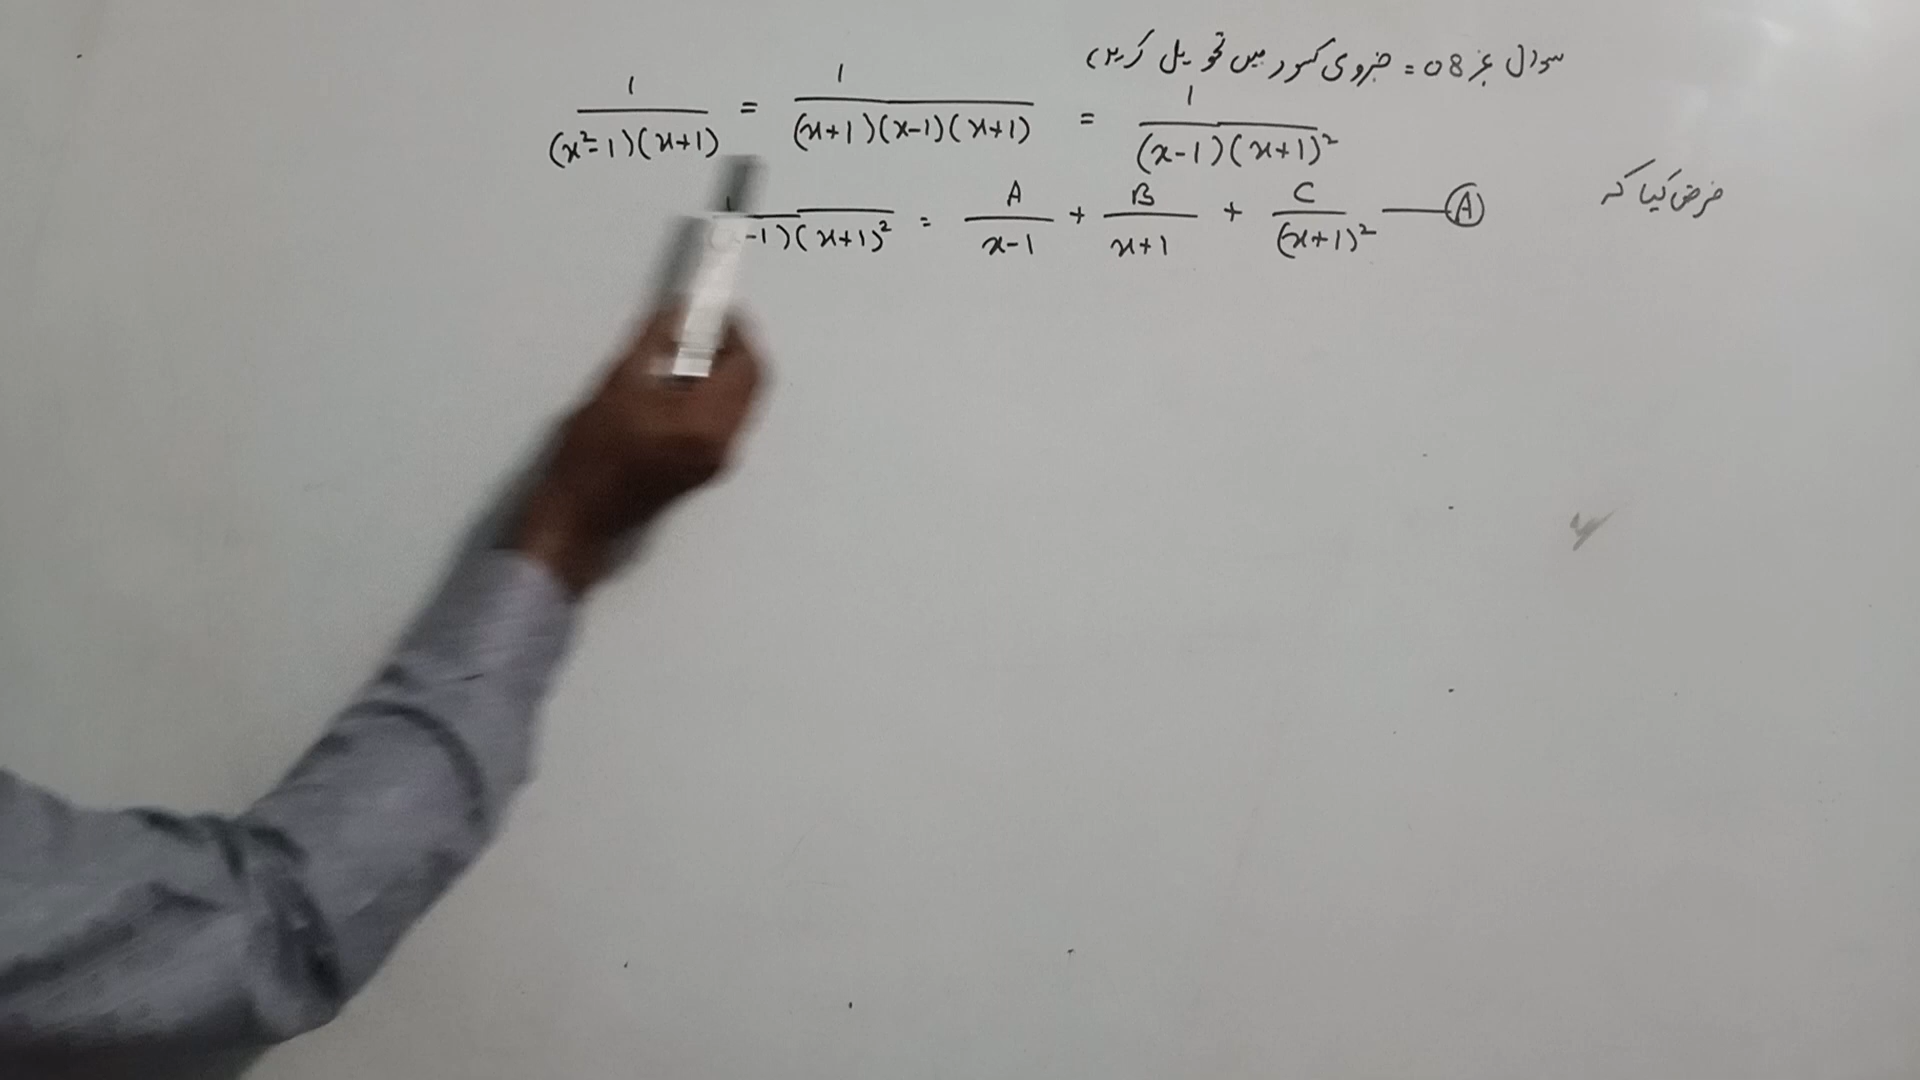 سوال نمبر 08 = جزوی کسور میں تحویل کریں
1/((x²-1)(x+1)) = 1/((x+1)(x-1)(x+1)) = 1/((x-1)(x+1)²)
فرض کیا کہ
-1)(x+1)² = A/(x-1) + B/(x+1) + C/(x+1)² — Ⓐ